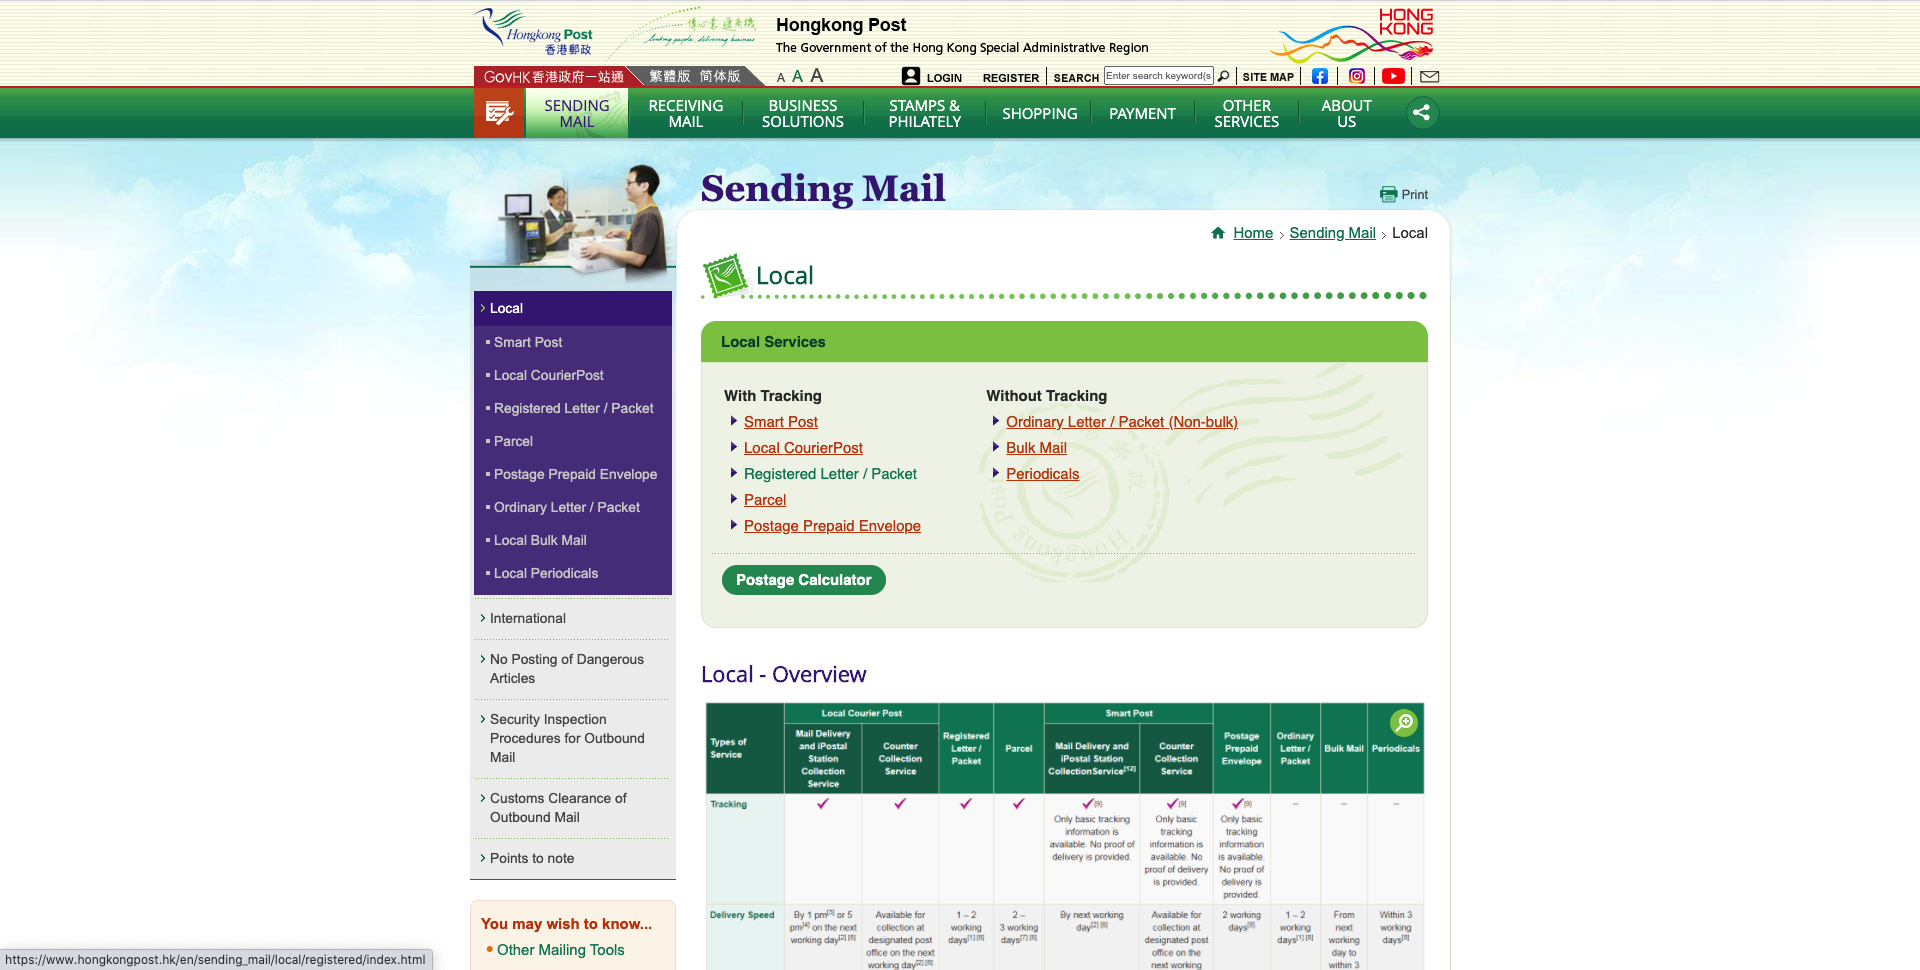 Hongkong Post
香港郵政
傳心意 遞商機
linking people, delivering business
Hongkong Post
The Government of the Hong Kong Special Administrative Region
HONG
KONG
GovHK香港政府一站通
繁體版 简体版
A A A
LOGIN
REGISTER
SEARCH
Enter search keyword(s
SITE MAP
SENDING
MAIL
RECEIVING
MAIL
BUSINESS
SOLUTIONS
STAMPS &
PHILATELY
SHOPPING
PAYMENT
OTHER
SERVICES
ABOUT
US
Sending Mail
Print
Home > Sending Mail > Local
Local
Local
Smart Post
Local CourierPost
Registered Letter / Packet
Parcel
Postage Prepaid Envelope
Ordinary Letter / Packet
Local Bulk Mail
Local Periodicals
International
No Posting of Dangerous
Articles
Security Inspection
Procedures for Outbound
Mail
Customs Clearance of
Outbound Mail
Points to note
You may wish to know...
Other Mailing Tools
Local Services
With Tracking
Smart Post
Local CourierPost
Registered Letter / Packet
Parcel
Postage Prepaid Envelope
Without Tracking
Ordinary Letter / Packet (Non-bulk)
Bulk Mail
Periodicals
Postage Calculator
Local - Overview
Types of
Service
Local Courier Post
Mail Delivery
and iPostal
Station
Collection
Service
Counter
Collection
Service
Registered
Letter /
Packet
Parcel
Smart Post
Mail Delivery and
iPostal Station
CollectionService[12]
Counter
Collection
Service
Postage
Prepaid
Envelope
Ordinary
Letter /
Packet
Bulk Mail
Periodicals
Tracking
✓
✓
✓
✓
✓[9]
Only basic tracking
information is
available. No proof of
delivery is provided.
✓[9]
Only basic
tracking
information is
available. No
proof of delivery
is provided.
✓[9]
Only basic
tracking
information
is available.
No proof of
delivery is
provided.
–
–
–
Delivery Speed
By 1 pm[3] or 5
pm[4] on the next
working day[2] [8]
Available for
collection at
designated post
office on the next
working day[2] [8]
1 – 2
working
days[1] [8]
2 –
3 working
days[7] [8]
By next working
day[2] [8]
Available for
collection at
designated post
office on the
next working
2 working
days[8]
1 – 2
working
days[1] [8]
From
next
working
day to
within 3
Within 3
working
days[8]
https://www.hongkongpost.hk/en/sending_mail/local/registered/index.html